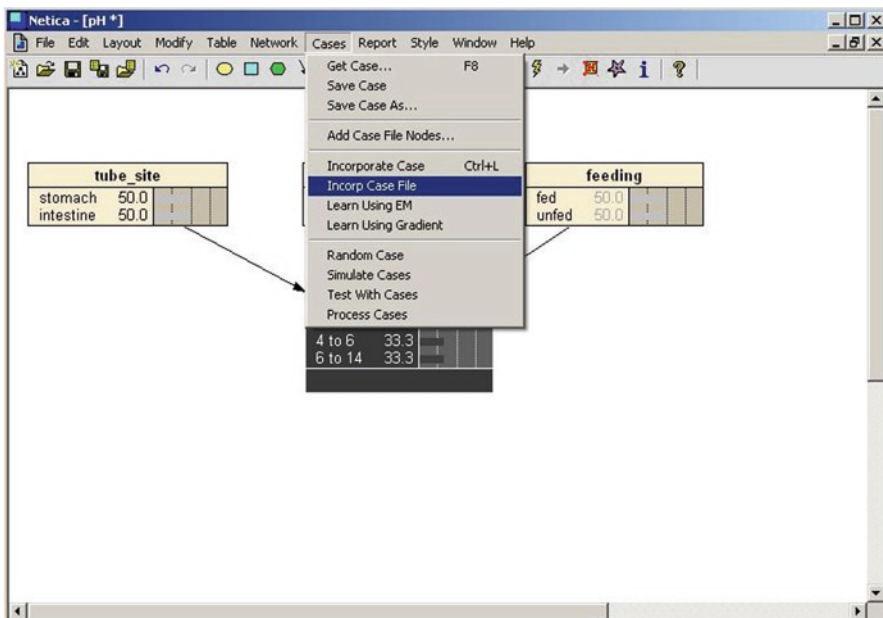 Netica - [pH *]
File Edit Layout Modify Table Network Cases Report Style Window Help
Get Case... F8
Save Case
Save Case As...
Add Case File Nodes...
Incorporate Case Ctrl+L
Incorp Case File
Learn Using EM
Learn Using Gradient
Random Case
Simulate Cases
Test With Cases
Process Cases
tube_site
stomach 50.0
intestine 50.0
feeding
fed 50.0
unfed 50.0
4 to 6 33.3
6 to 14 33.3